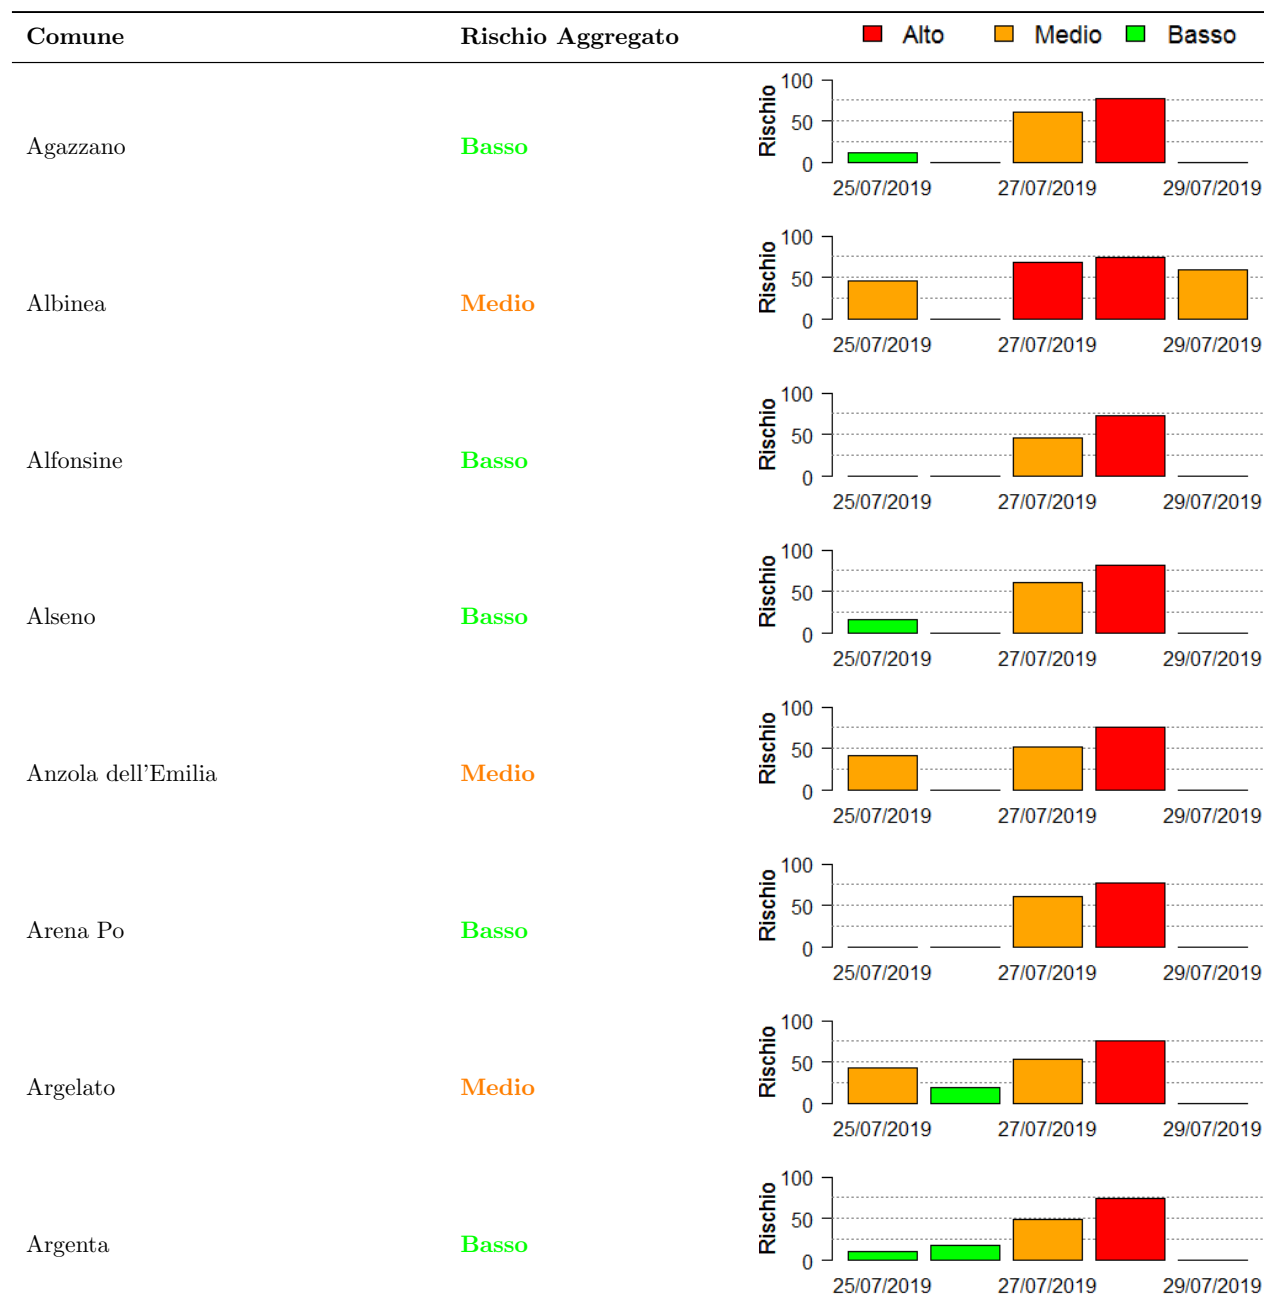 Comune Rischio Aggregato Alto Medio Basso
Rischio 100 50 0
Agazzano Basso
25/07/2019 27/07/2019 29/07/2019
Rischio 100 50 0
Albinea Medio
25/07/2019 27/07/2019 29/07/2019
Rischio 100 50 0
Alfonsine Basso
25/07/2019 27/07/2019 29/07/2019
Rischio 100 50 0
Alseno Basso
25/07/2019 27/07/2019 29/07/2019
Rischio 100 50 0
Anzola dell'Emilia Medio
25/07/2019 27/07/2019 29/07/2019
Rischio 100 50 0
Arena Po Basso
25/07/2019 27/07/2019 29/07/2019
Rischio 100 50 0
Argelato Medio
25/07/2019 27/07/2019 29/07/2019
Rischio 100 50 0
Argenta Basso
25/07/2019 27/07/2019 29/07/2019